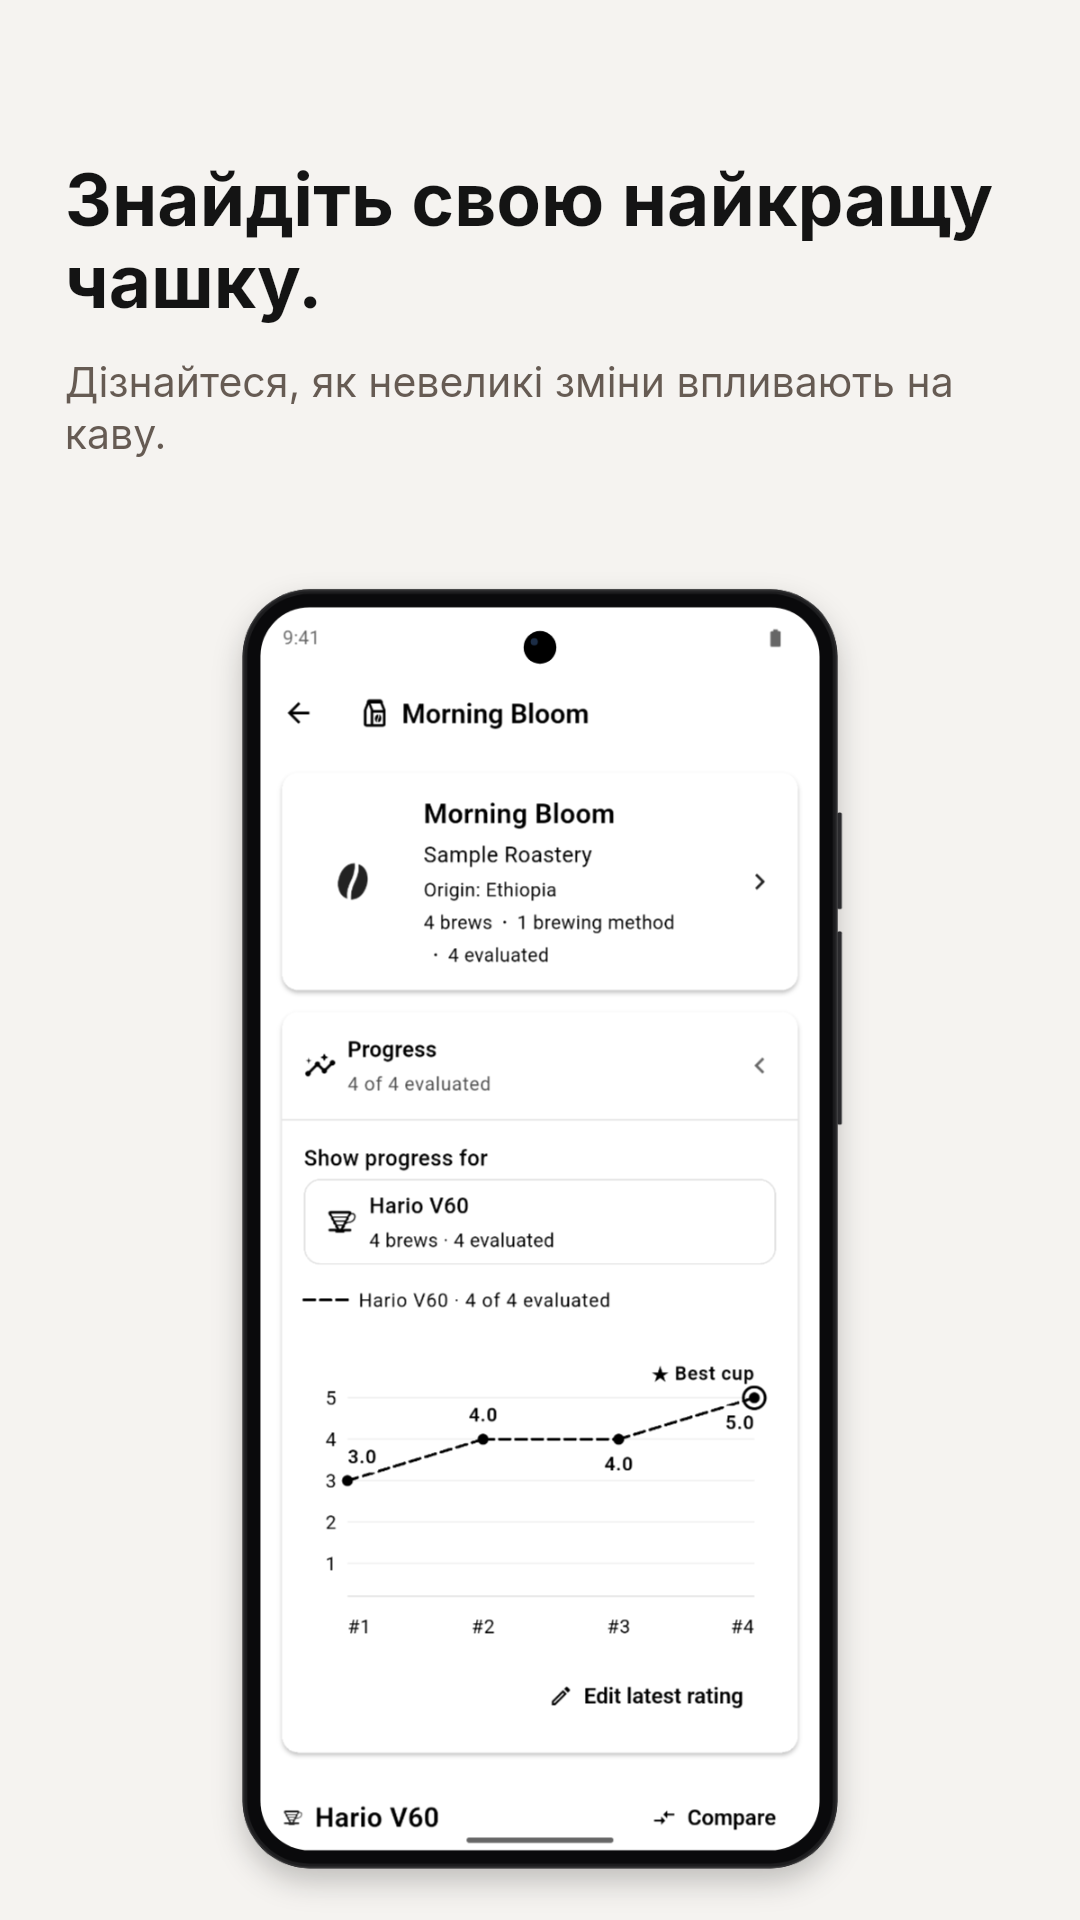 Знайдіть свою найкращу
чашку.
Дізнайтеся, як невеликі зміни впливають на
каву.
9:41
Morning Bloom
Morning Bloom
Sample Roastery
Origin: Ethiopia
4 brews · 1 brewing method
· 4 evaluated
Progress
4 of 4 evaluated
Show progress for
Hario V60
4 brews · 4 evaluated
Hario V60 · 4 of 4 evaluated
★ Best cup
5
4.0
5.0
4
3.0
4.0
3
2
1
#1 #2 #3 #4
Edit latest rating
Hario V60
Compare